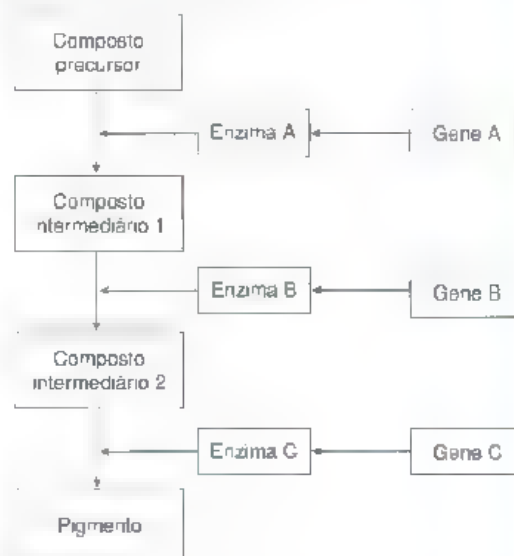 Composto
precursor
Enzima A
Gene A
Composto
intermediário 1
Enzima B
Gene B
Composto
intermediário 2
Enzima C
Gene C
Pigmento